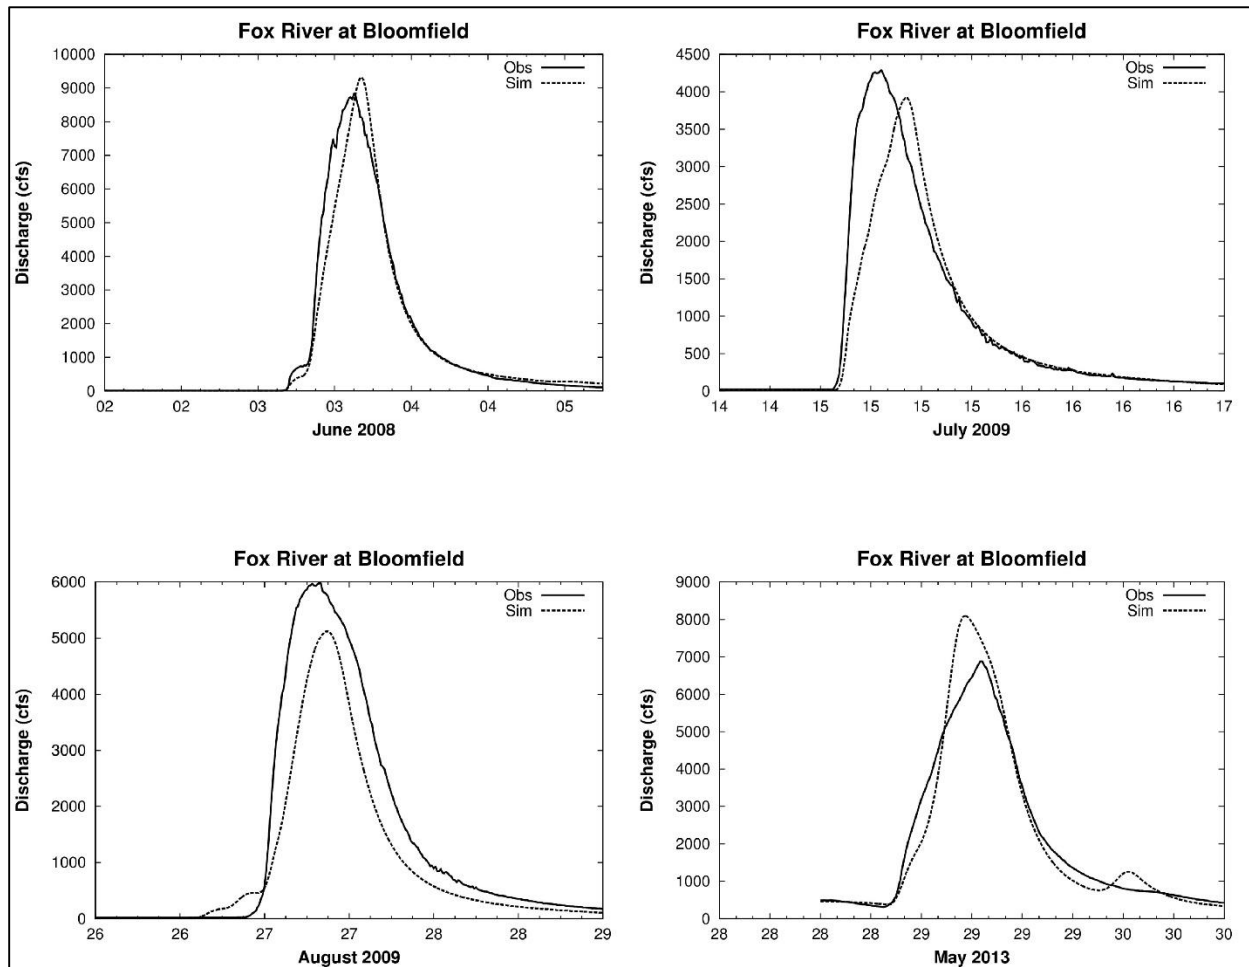 Fox River at Bloomfield
10000
9000
8000
7000
6000
5000
4000
3000
2000
1000
0
Discharge (cfs)
Obs
Sim
02 02 03 03 04 04 05
June 2008
Fox River at Bloomfield
4500
4000
3500
3000
2500
2000
1500
1000
500
0
Discharge (cfs)
Obs
Sim
14 14 15 15 15 15 16 16 16 16 17
July 2009
Fox River at Bloomfield
6000
5000
4000
3000
2000
1000
0
Discharge (cfs)
Obs
Sim
26 26 27 27 28 28 29
August 2009
Fox River at Bloomfield
9000
8000
7000
6000
5000
4000
3000
2000
1000
0
Discharge (cfs)
Obs
Sim
28 28 28 28 29 29 29 29 30 30 30
May 2013